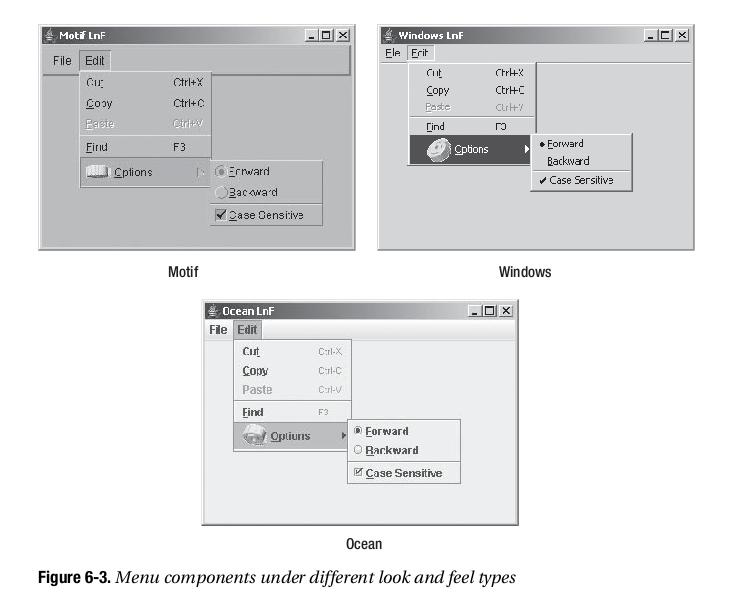 Motif LnF
File Edit
Cut Ctrl+X
Copy Ctrl+C
Paste Ctrl+V
Find F3
Options
Forward
Backward
Case Sensitive
Motif
Windows LnF
File Edit
Cut Ctrl+X
Copy Ctrl+C
Paste Ctrl+V
Find F3
Options
Forward
Backward
Case Sensitive
Windows
Ocean LnF
File Edit
Cut Ctrl-X
Copy Ctrl-C
Paste Ctrl-V
Find F3
Options
Forward
Backward
Case Sensitive
Ocean
Figure 6-3. Menu components under different look and feel types